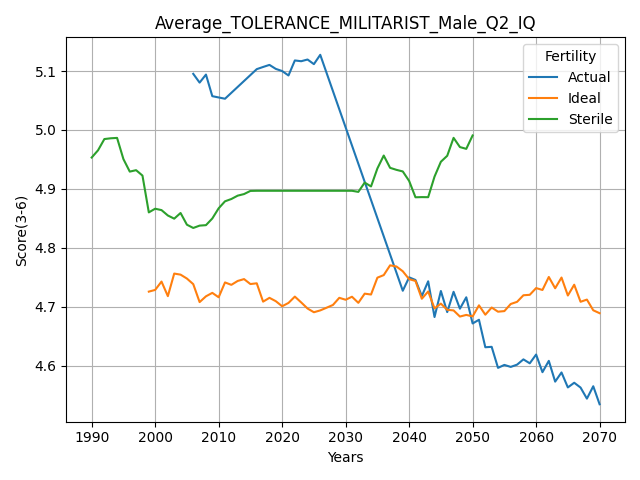 Average_TOLERANCE_MILITARIST_Male_Q2_IQ
Fertility
Actual
Ideal
Sterile
Score(3-6)
5.1
5.0
4.9
4.8
4.7
4.6
1990 2000 2010 2020 2030 2040 2050 2060 2070
Years